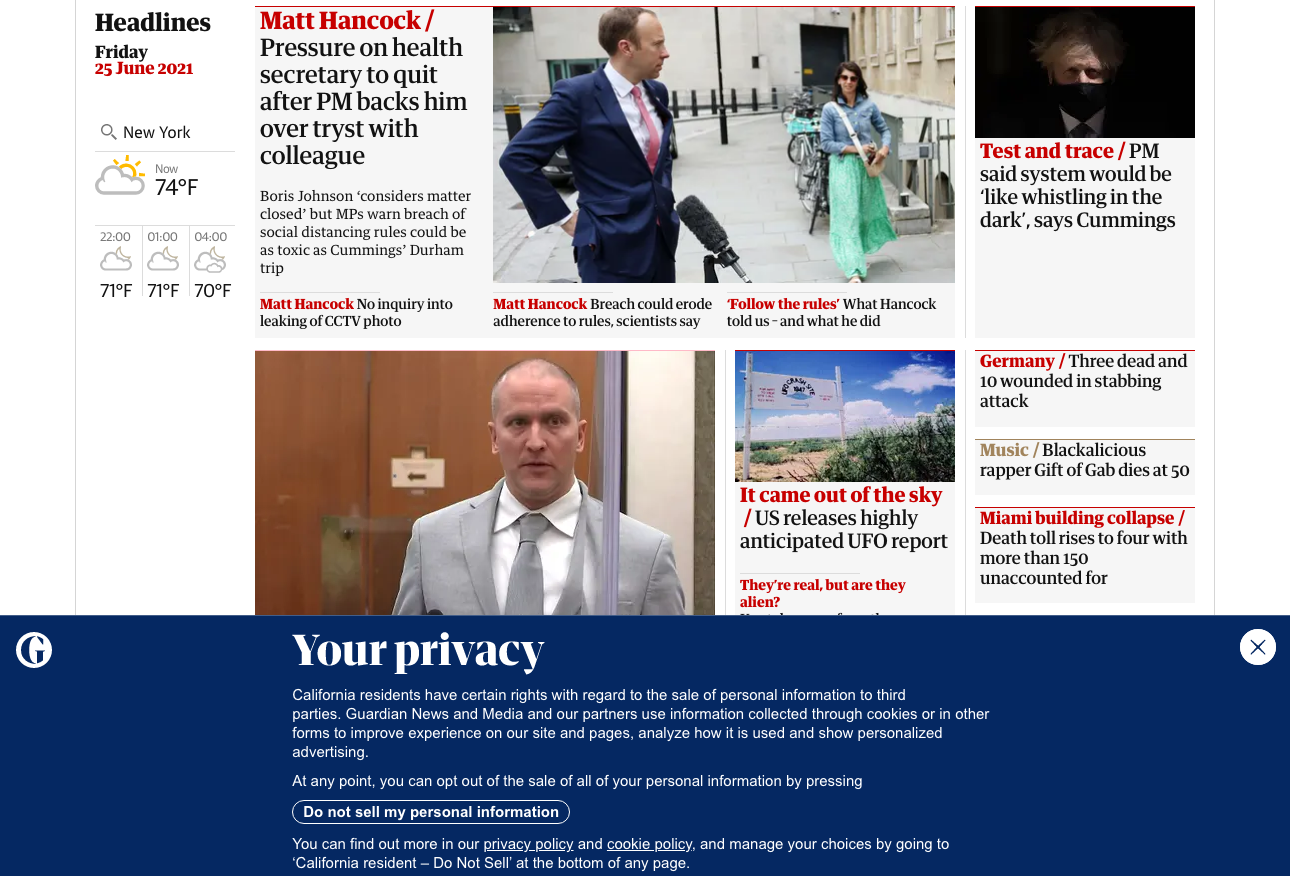 Headlines
Friday
25 June 2021
New York
Now
74°F
22:00
01:00
04:00
71°F
71°F
70°F
Matt Hancock /
Pressure on health
secretary to quit
after PM backs him
over tryst with
colleague
Boris Johnson ‘considers matter
closed’ but MPs warn breach of
social distancing rules could be
as toxic as Cummings’ Durham
trip
Matt Hancock No inquiry into
leaking of CCTV photo
Matt Hancock Breach could erode
adherence to rules, scientists say
‘Follow the rules’ What Hancock
told us – and what he did
Test and trace / PM
said system would be
‘like whistling in the
dark’, says Cummings
UFO CRASH SITE
1947
It came out of the sky
/ US releases highly
anticipated UFO report
They’re real, but are they
alien?
Germany / Three dead and
10 wounded in stabbing
attack
Music / Blackalicious
rapper Gift of Gab dies at 50
Miami building collapse /
Death toll rises to four with
more than 150
unaccounted for
Your privacy
California residents have certain rights with regard to the sale of personal information to third
parties. Guardian News and Media and our partners use information collected through cookies or in other
forms to improve experience on our site and pages, analyze how it is used and show personalized
advertising.
At any point, you can opt out of the sale of all of your personal information by pressing
Do not sell my personal information
You can find out more in our privacy policy and cookie policy, and manage your choices by going to
‘California resident – Do Not Sell’ at the bottom of any page.